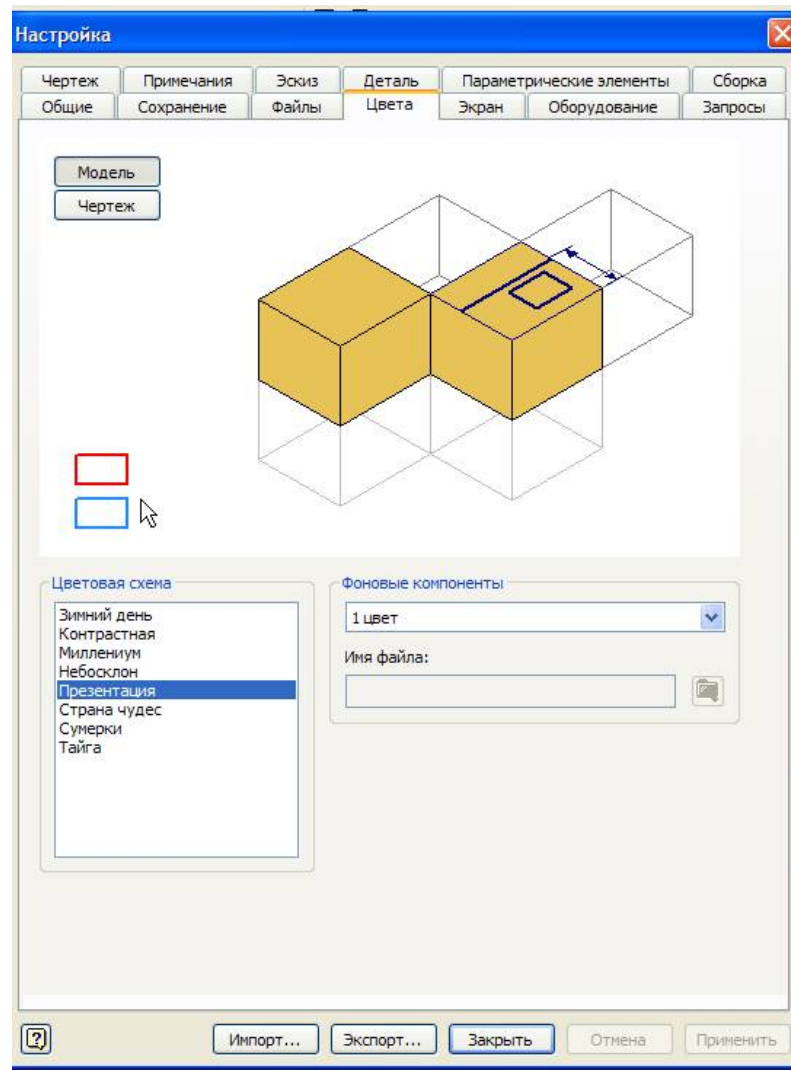 Настройка
Чертеж Примечания Эскиз Деталь Параметрические элементы Сборка
Общие Сохранение Файлы Цвета Экран Оборудование Запросы
Модель
Чертеж
Цветовая схема
Зимний день
Контрастная
Миллениум
Небосклон
Презентация
Страна чудес
Сумерки
Тайга
Фоновые компоненты
1 цвет
Имя файла:
Импорт... Экспорт... Закрыть Отмена Применить